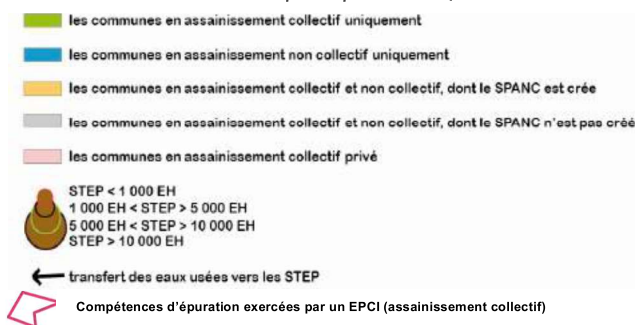 les communes en assainissement collectif uniquement
les communes en assainissement non collectif uniquement
les communes en assainissement collectif et non collectif, dont le SPANC est crée
les communes en assainissement collectif et non collectif, dont le SPANC n'est pas créé
les communes en assainissement collectif privé
STEP < 1 000 EH
1 000 EH < STEP > 5 000 EH
5 000 EH < STEP > 10 000 EH
STEP > 10 000 EH
transfert des eaux usées vers les STEP
Compétences d'épuration exercées par un EPCI (assainissement collectif)